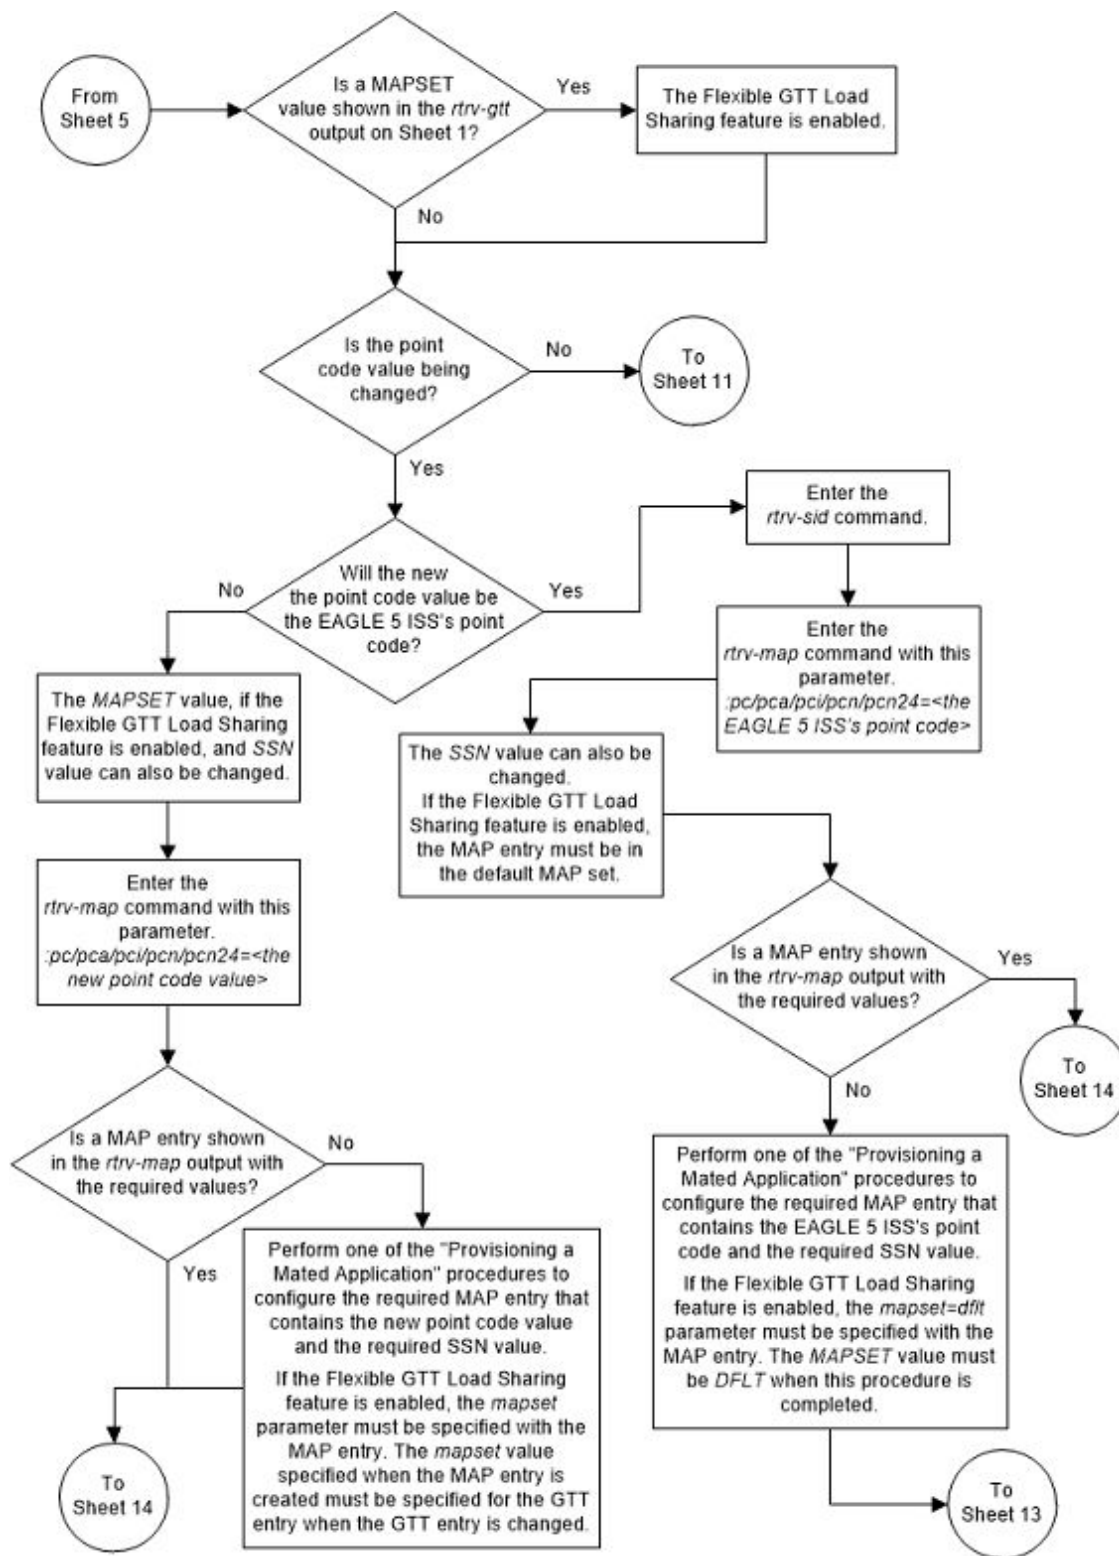 From
Sheet 5
Is a MAPSET
value shown in the rtrv-gtt
output on Sheet 1?
Yes
The Flexible GTT Load
Sharing feature is enabled.
No
Is the point
code value being
changed?
No
To
Sheet 11
Yes
Will the new
the point code value be
the EAGLE 5 ISS's point
code?
No
Yes
Enter the
rtrv-sid command.
Enter the
rtrv-map command with this
parameter.
:pc/pca/pci/pcn/pcn24=<the
EAGLE 5 ISS's point code>
The MAPSET value, if the
Flexible GTT Load Sharing
feature is enabled, and SSN
value can also be changed.
The SSN value can also be
changed.
If the Flexible GTT Load
Sharing feature is enabled,
the MAP entry must be in
the default MAP set.
Enter the
rtrv-map command with this
parameter.
:pc/pca/pci/pcn/pcn24=<the
new point code value>
Is a MAP entry shown
in the rtrv-map output with
the required values?
Yes
To
Sheet 14
No
Is a MAP entry shown
in the rtrv-map output with
the required values?
No
Yes
Perform one of the "Provisioning a
Mated Application" procedures to
configure the required MAP entry that
contains the new point code value
and the required SSN value.
If the Flexible GTT Load Sharing
feature is enabled, the mapset
parameter must be specified with the
MAP entry. The mapset value
specified when the MAP entry is
created must be specified for the GTT
entry when the GTT entry is changed.
To
Sheet 14
Perform one of the "Provisioning a
Mated Application" procedures to
configure the required MAP entry that
contains the EAGLE 5 ISS's point
code and the required SSN value.
If the Flexible GTT Load Sharing
feature is enabled, the mapset=dflt
parameter must be specified with the
MAP entry. The MAPSET value must
be DFLT when this procedure is
completed.
To
Sheet 13